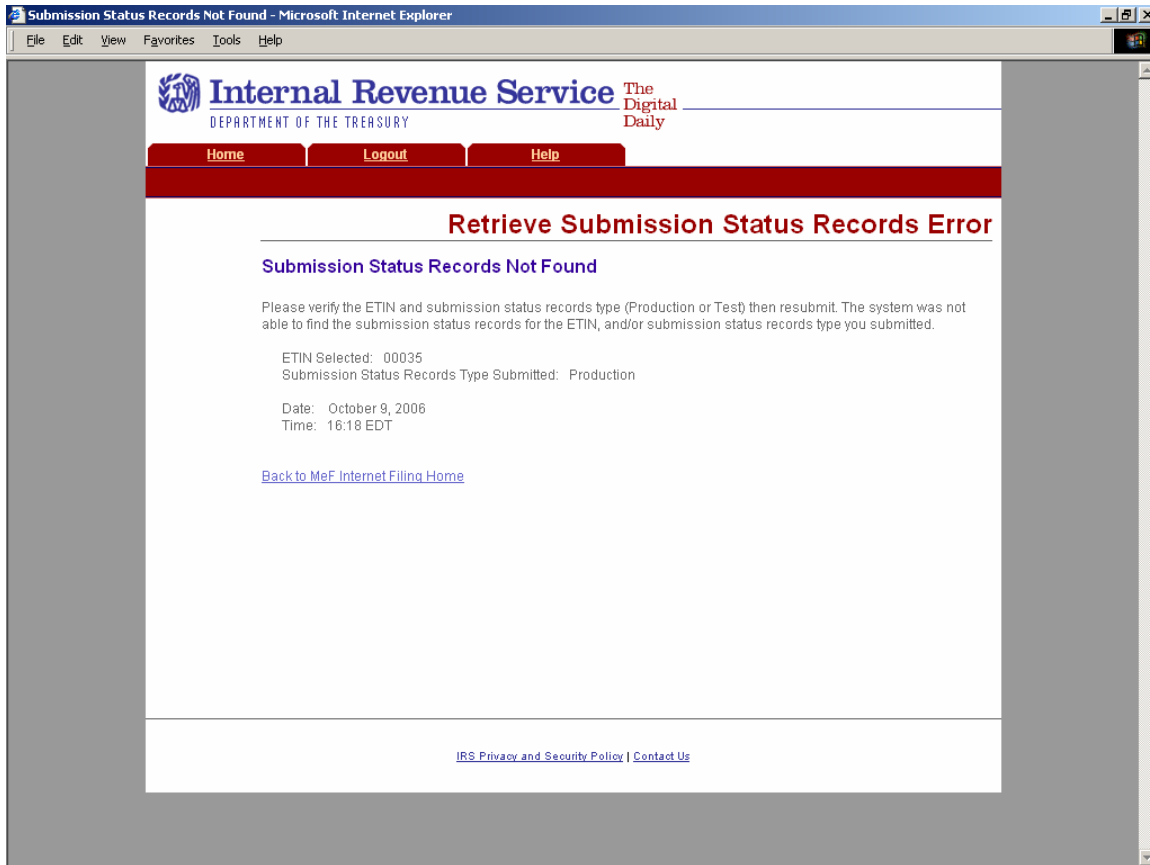 Submission Status Records Not Found - Microsoft Internet Explorer
File Edit View Favorites Tools Help
Internal Revenue Service
DEPARTMENT OF THE TREASURY
The
Digital
Daily
Home Logout Help
Retrieve Submission Status Records Error
Submission Status Records Not Found
Please verify the ETIN and submission status records type (Production or Test) then resubmit. The system was not
able to find the submission status records for the ETIN, and/or submission status records type you submitted.
ETIN Selected: 00035
Submission Status Records Type Submitted: Production
Date: October 9, 2006
Time: 16:18 EDT
Back to MeF Internet Filing Home
IRS Privacy and Security Policy | Contact Us